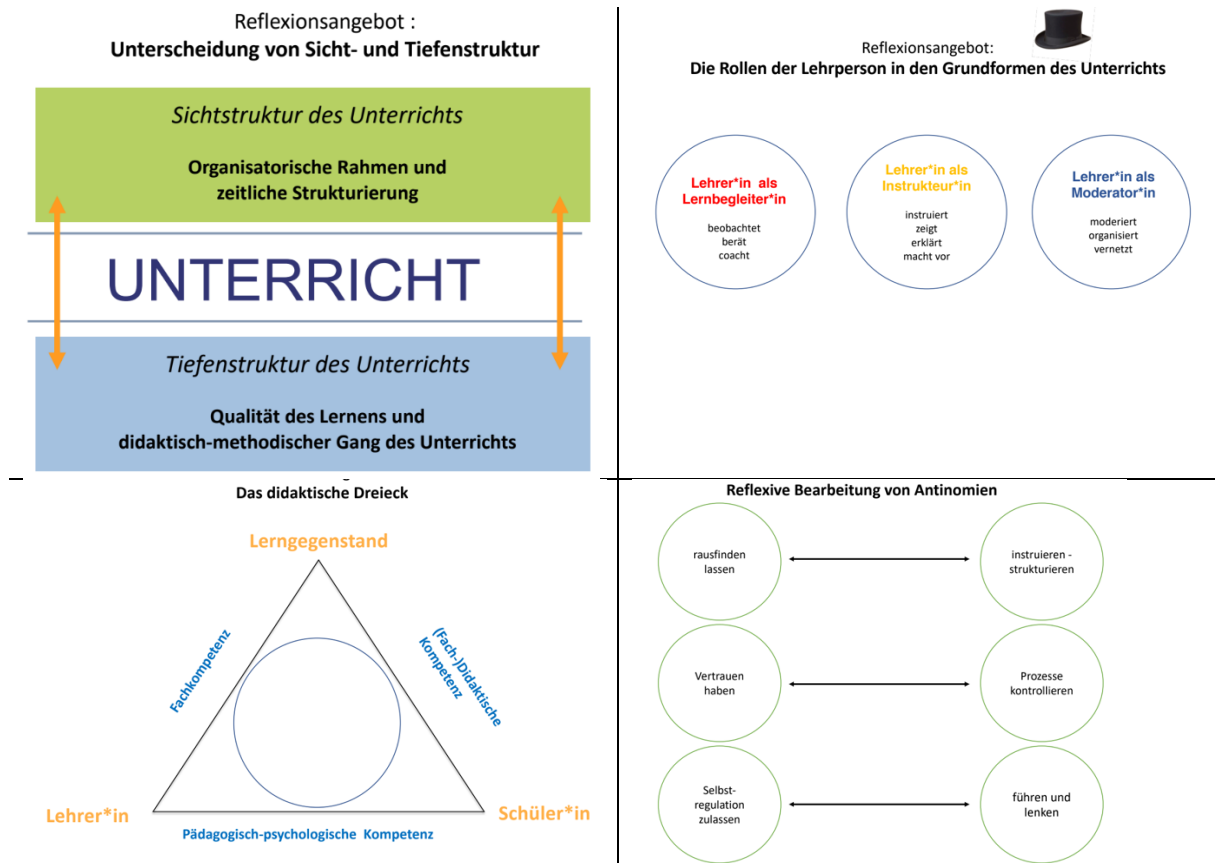 Reflexionsangebot :
Unterscheidung von Sicht- und Tiefenstruktur
Sichtstruktur des Unterrichts
Organisatorische Rahmen und
zeitliche Strukturierung
UNTERRICHT
Tiefenstruktur des Unterrichts
Qualität des Lernens und
didaktisch-methodischer Gang des Unterrichts
Reflexionsangebot:
Die Rollen der Lehrperson in den Grundformen des Unterrichts
Lehrer*in als
Lernbegleiter*in
beobachtet
berät
coacht
Lehrer*in als
Instrukteur*in
instruiert
zeigt
erklärt
macht vor
Lehrer*in als
Moderator*in
moderiert
organisiert
vernetzt
Das didaktische Dreieck
Lerngegenstand
Fachkompetenz
(Fach-)Didaktische
Kompetenz
Lehrer*in
Schüler*in
Pädagogisch-psychologische Kompetenz
Reflexive Bearbeitung von Antinomien
rausfinden
lassen
instruieren -
strukturieren
Vertrauen
haben
Prozesse
kontrollieren
Selbst-
regulation
zulassen
führen und
lenken